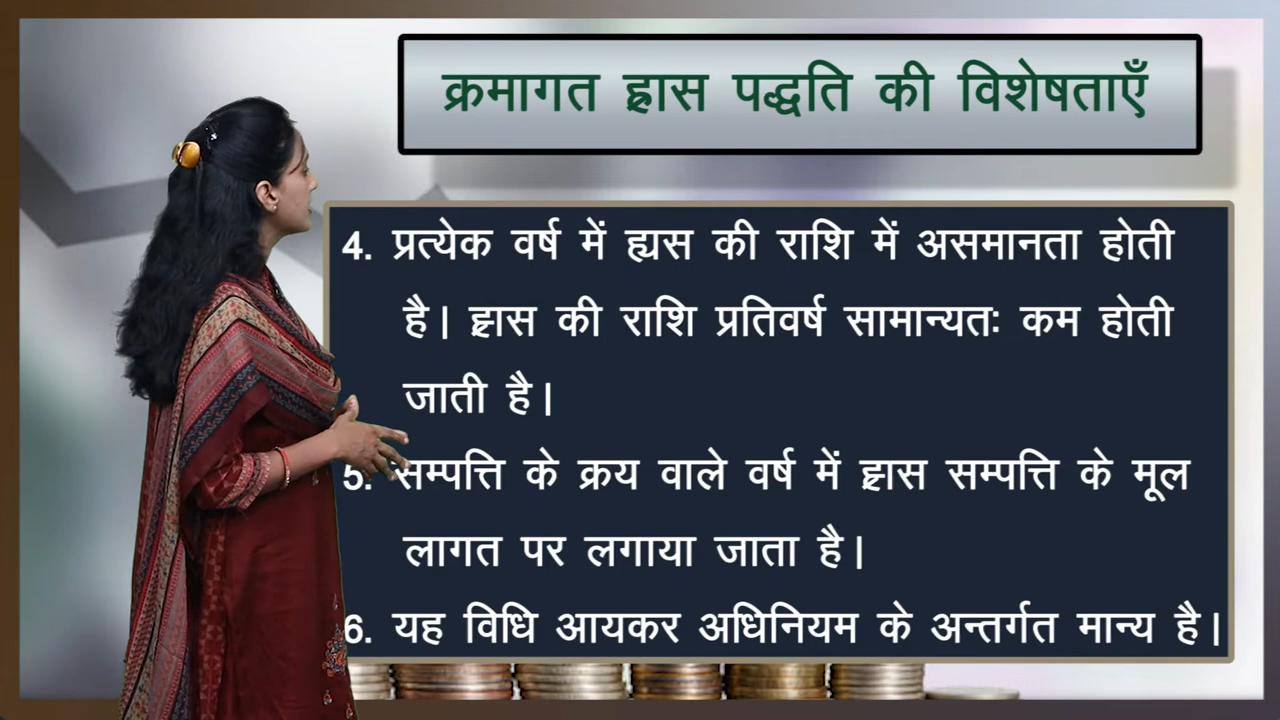 क्रमागत ह्रास पद्धति की विशेषताएँ
4. प्रत्येक वर्ष में ह्यस की राशि में असमानता होती
है। ह्रास की राशि प्रतिवर्ष सामान्यतः कम होती
जाती है।
5. सम्पत्ति के क्रय वाले वर्ष में ह्रास सम्पत्ति के मूल
लागत पर लगाया जाता है।
6. यह विधि आयकर अधिनियम के अन्तर्गत मान्य है।